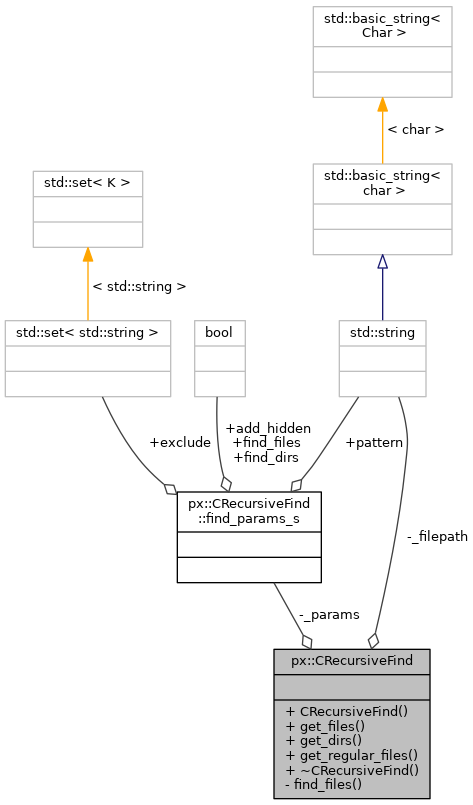 std::basic_string<
Char >
< char >
std::set< K >
std::basic_string<
char >
< std::string >
std::set< std::string >
bool
std::string
+exclude
+add_hidden
+find_files
+find_dirs
+pattern
px::CRecursiveFind
::find_params_s
-_filepath
-_params
px::CRecursiveFind
+ CRecursiveFind()
+ get_files()
+ get_dirs()
+ get_regular_files()
+ ~CRecursiveFind()
- find_files()